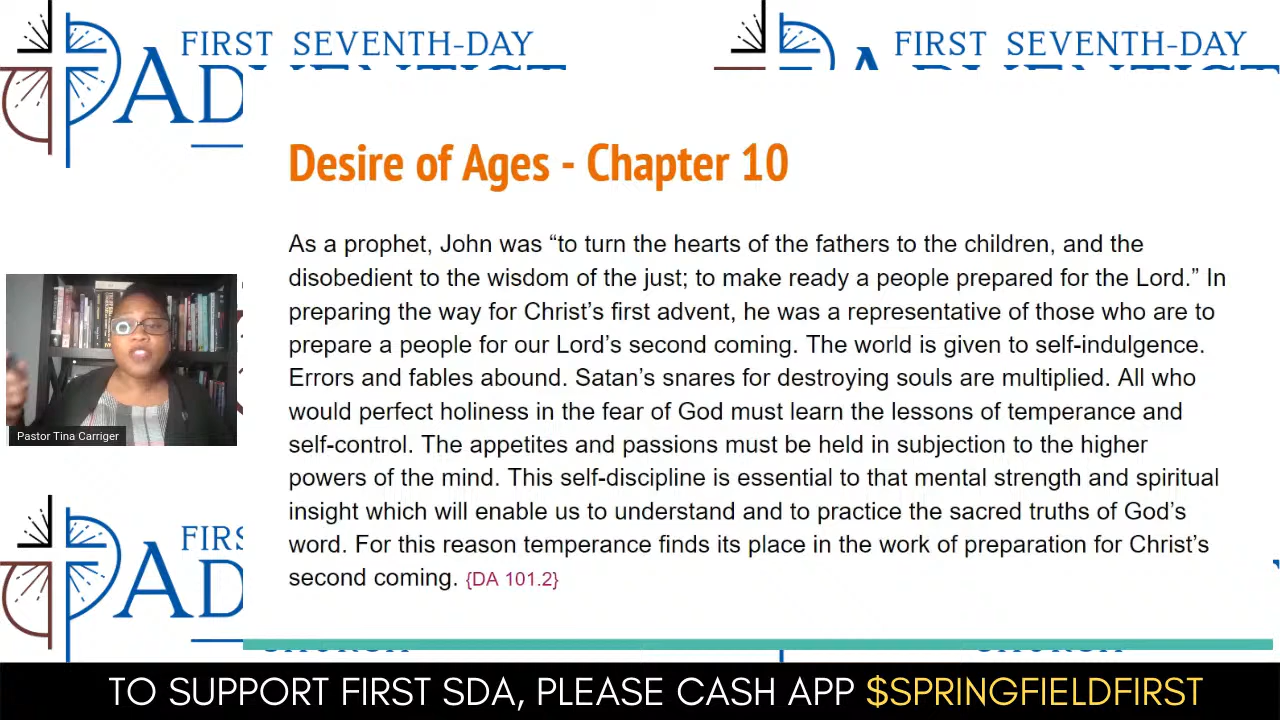 FIRST SEVENTH-DAY
FIRST SEVENTH-DAY
ADVENTIST
Desire of Ages - Chapter 10
As a prophet, John was “to turn the hearts of the fathers to the children, and the
disobedient to the wisdom of the just; to make ready a people prepared for the Lord.” In
preparing the way for Christ’s first advent, he was a representative of those who are to
prepare a people for our Lord’s second coming. The world is given to self-indulgence.
Errors and fables abound. Satan’s snares for destroying souls are multiplied. All who
would perfect holiness in the fear of God must learn the lessons of temperance and
self-control. The appetites and passions must be held in subjection to the higher
powers of the mind. This self-discipline is essential to that mental strength and spiritual
insight which will enable us to understand and to practice the sacred truths of God’s
word. For this reason temperance finds its place in the work of preparation for Christ’s
second coming. {DA 101.2}
Pastor Tina Carriger
FIRS
AD
TO SUPPORT FIRST SDA, PLEASE CASH APP $SPRINGFIELDFIRST